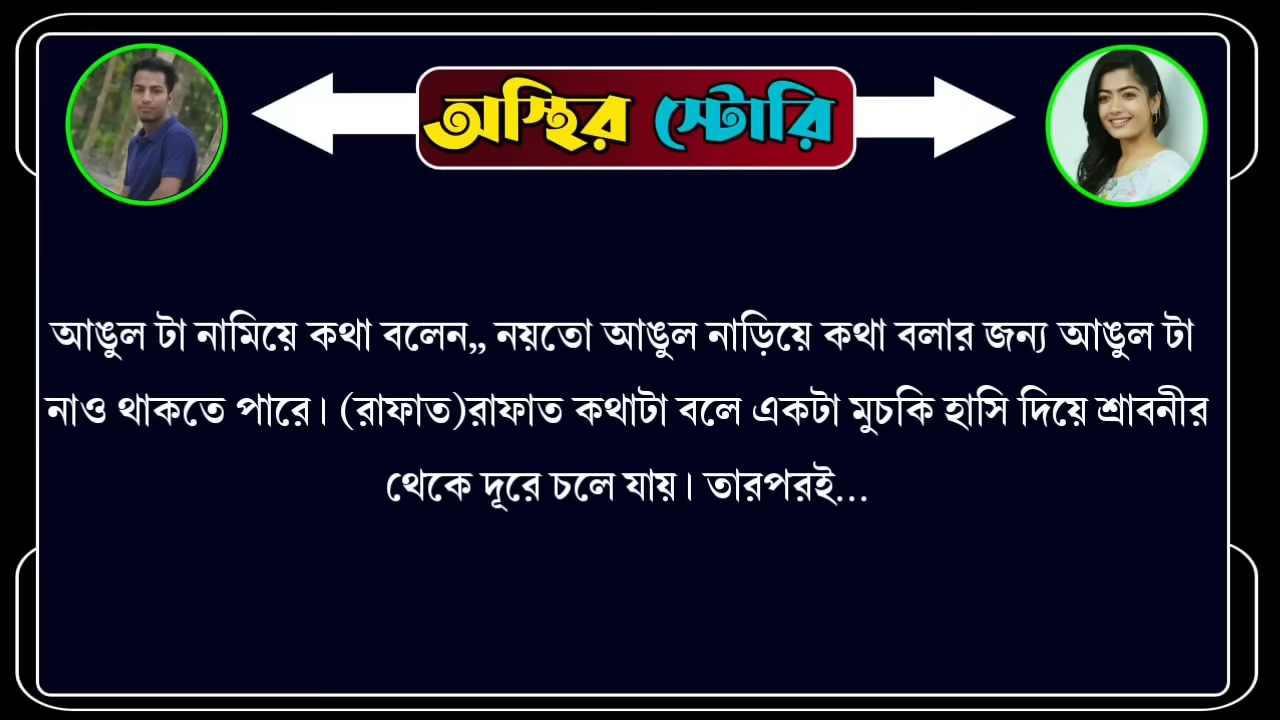 অস্থির স্টোরি
আঙুল টা নামিয়ে কথা বলেন,, নয়তো আঙুল নাড়িয়ে কথা বলার জন্য আঙুল টা
নাও থাকতে পারে। (রাফাত)রাফাত কথাটা বলে একটা মুচকি হাসি দিয়ে শ্রাবনীর
থেকে দূরে চলে যায়। তারপরই...